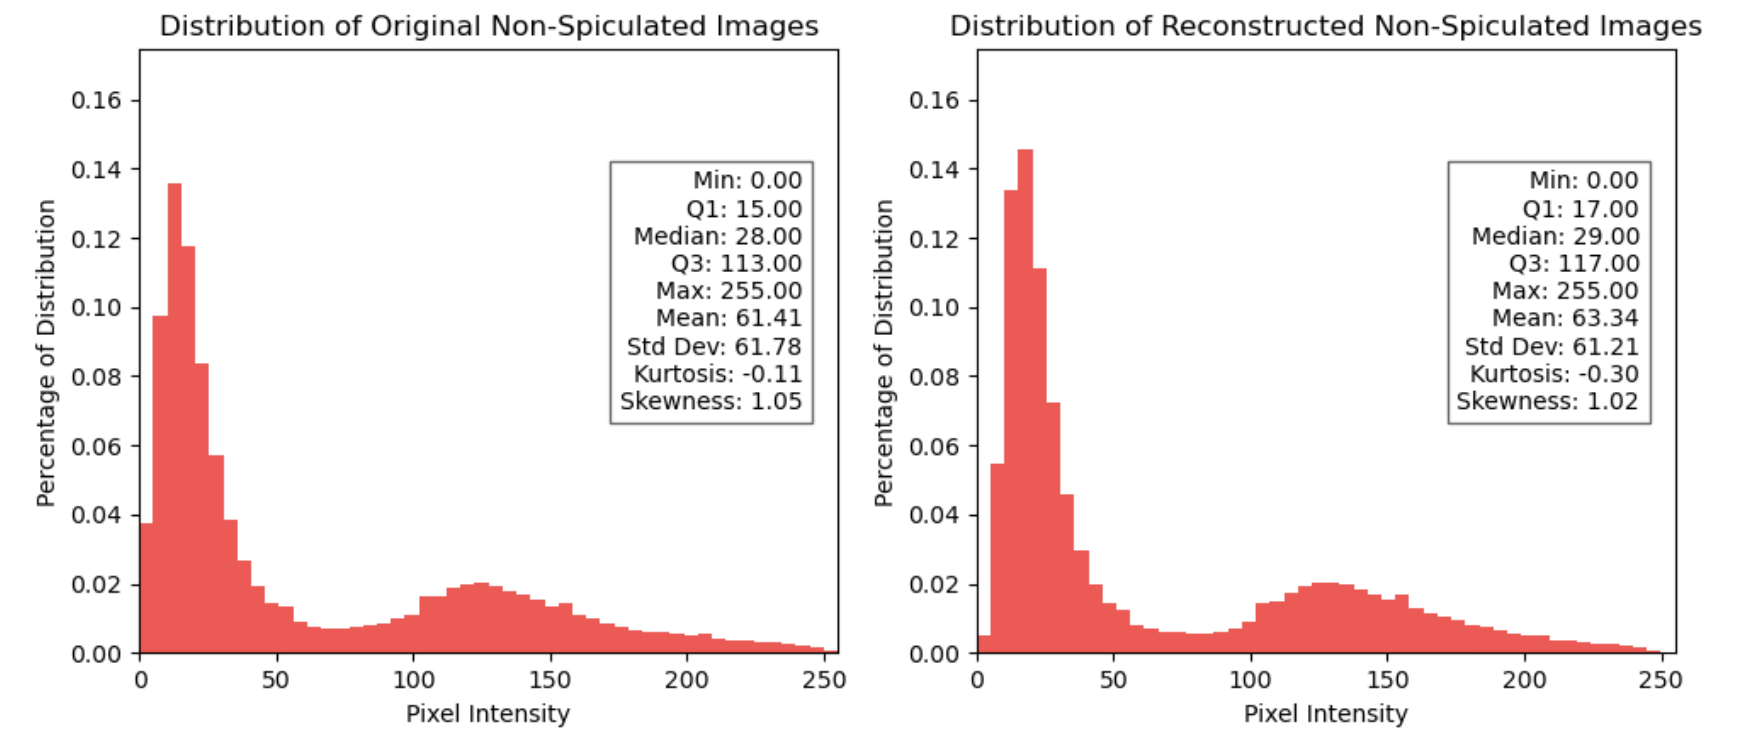 Distribution of Original Non-Spiculated Images
0.16
0.14
0.12
0.10
0.08
0.06
0.04
0.02
0.00
Percentage of Distribution
Min: 0.00
Q1: 15.00
Median: 28.00
Q3: 113.00
Max: 255.00
Mean: 61.41
Std Dev: 61.78
Kurtosis: -0.11
Skewness: 1.05
0 50 100 150 200 250
Pixel Intensity
Distribution of Reconstructed Non-Spiculated Images
0.16
0.14
0.12
0.10
0.08
0.06
0.04
0.02
0.00
Percentage of Distribution
Min: 0.00
Q1: 17.00
Median: 29.00
Q3: 117.00
Max: 255.00
Mean: 63.34
Std Dev: 61.21
Kurtosis: -0.30
Skewness: 1.02
0 50 100 150 200 250
Pixel Intensity